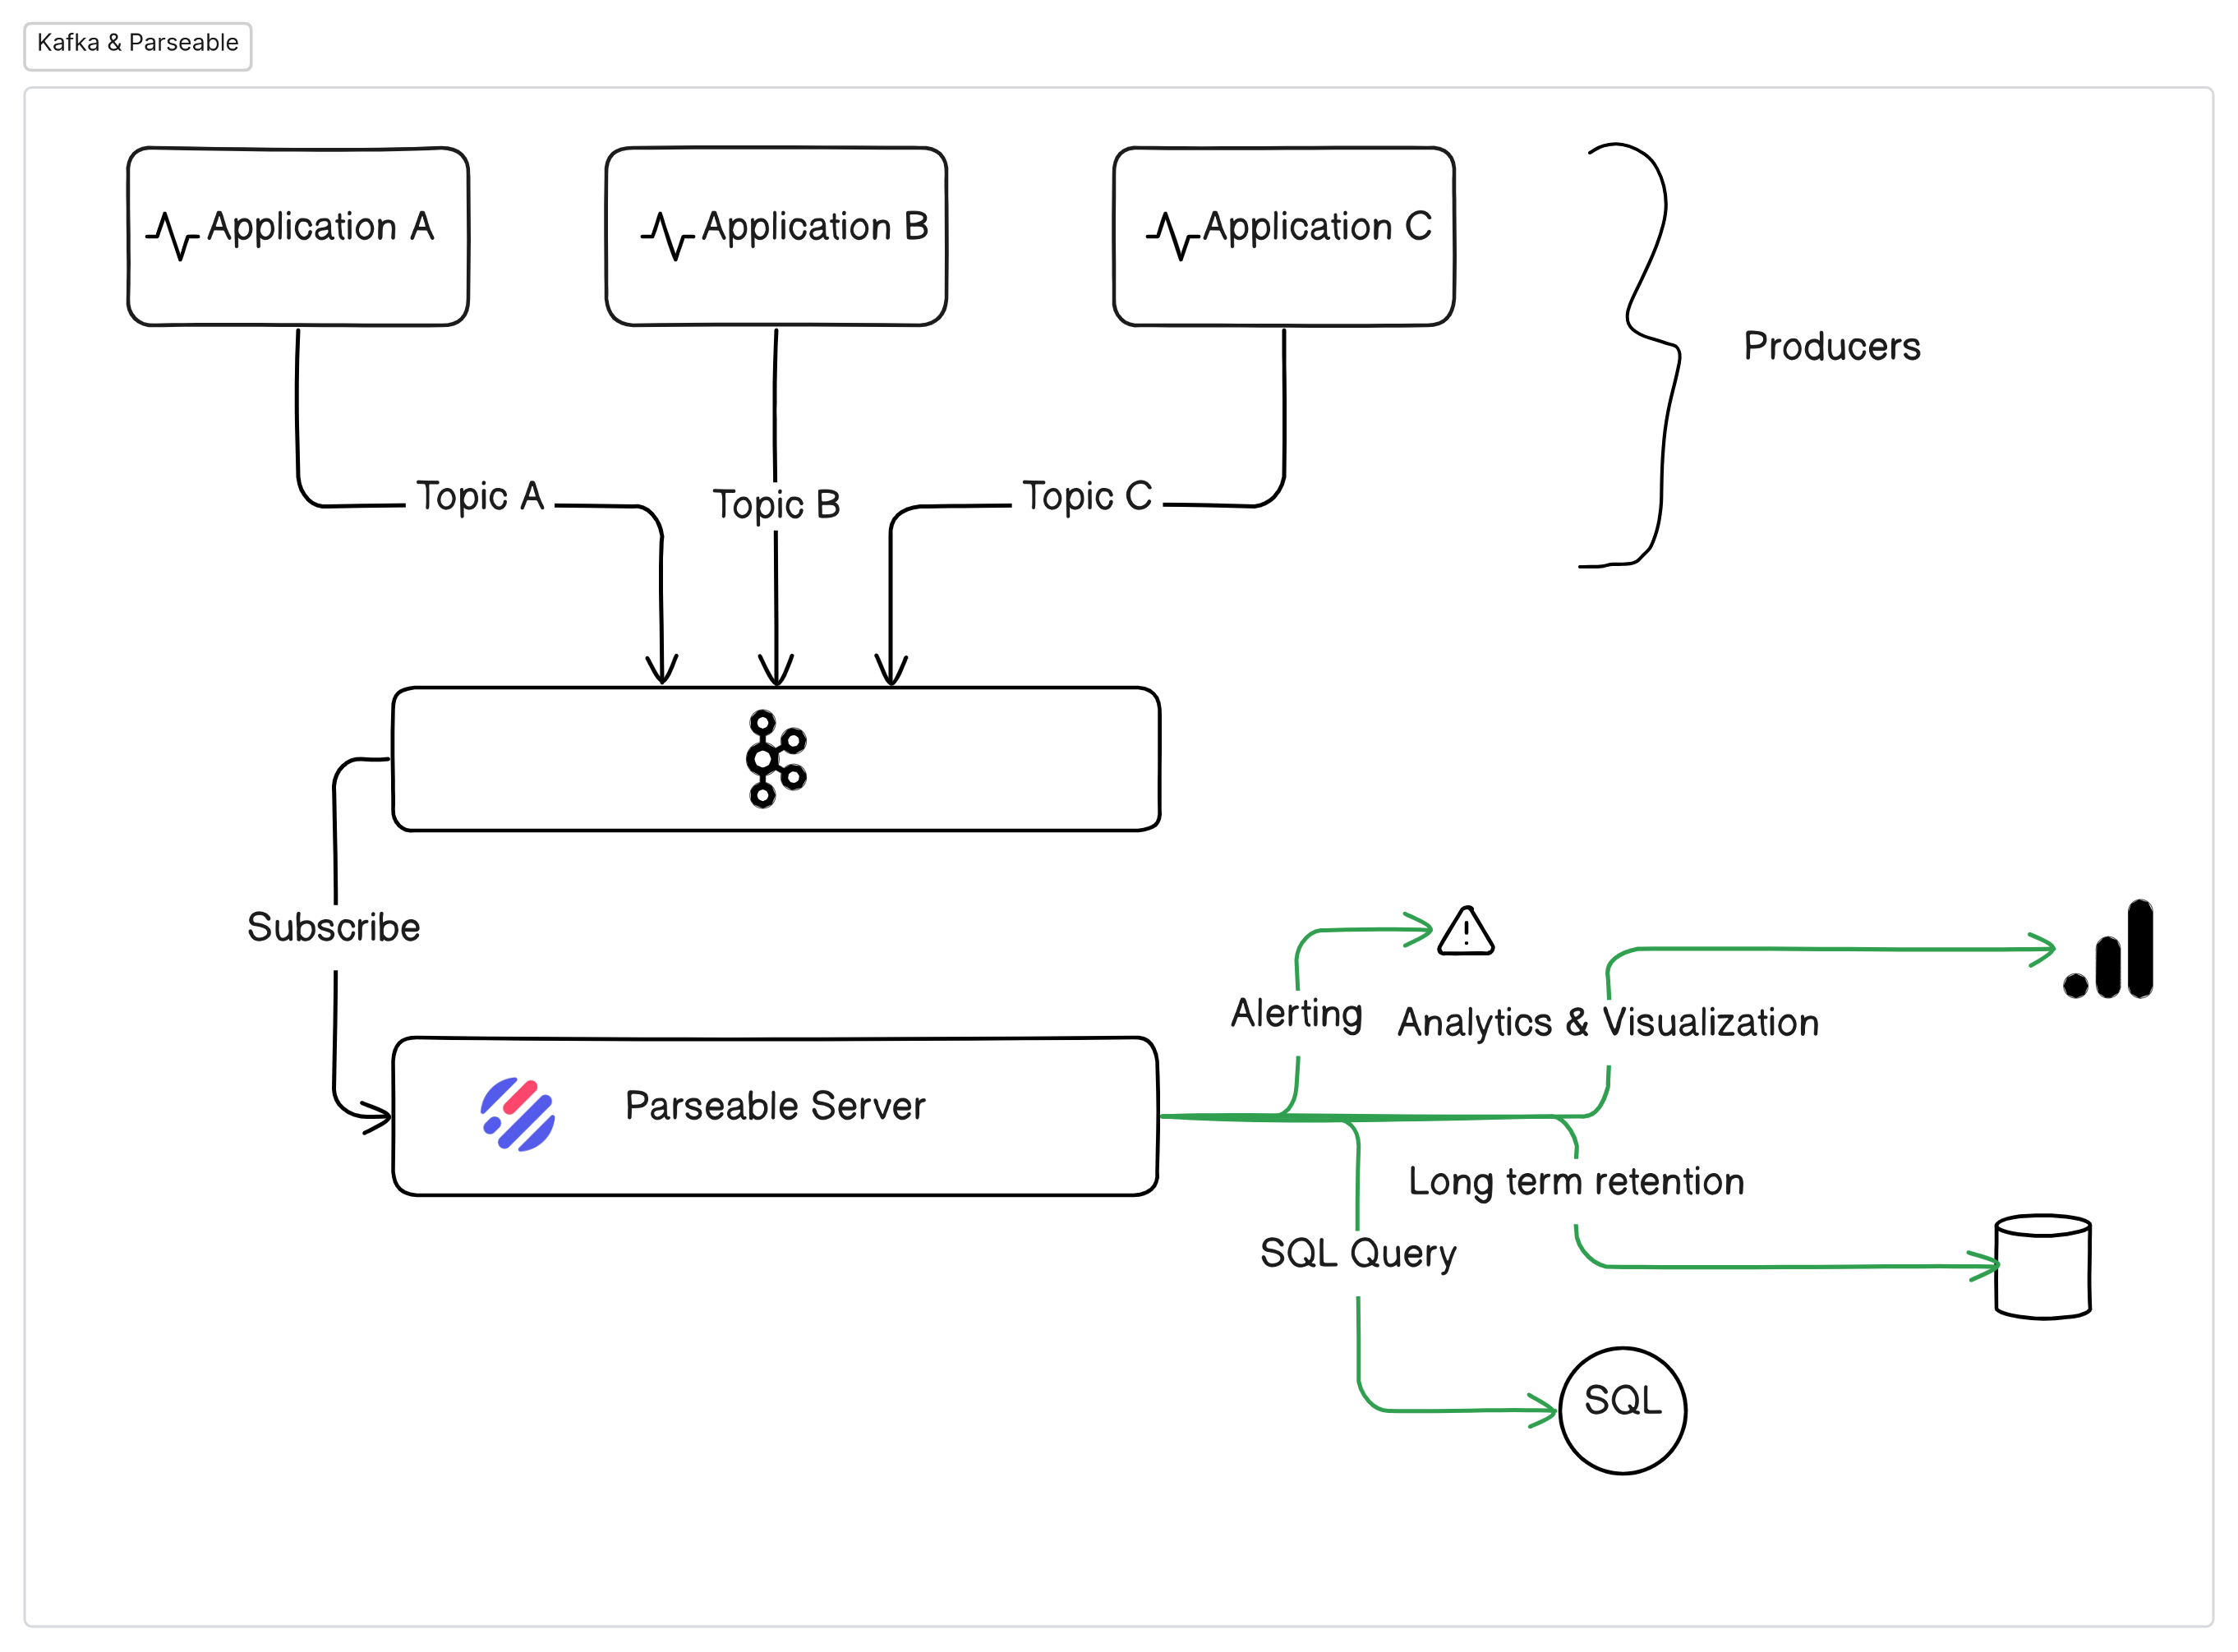 Kafka & Parseable
Application A
Application B
Application C
Producers
Topic A
Topic B
Topic C
Subscribe
Alerting
Analytics & Visualization
Parseable Server
Long term retention
SQL Query
SQL